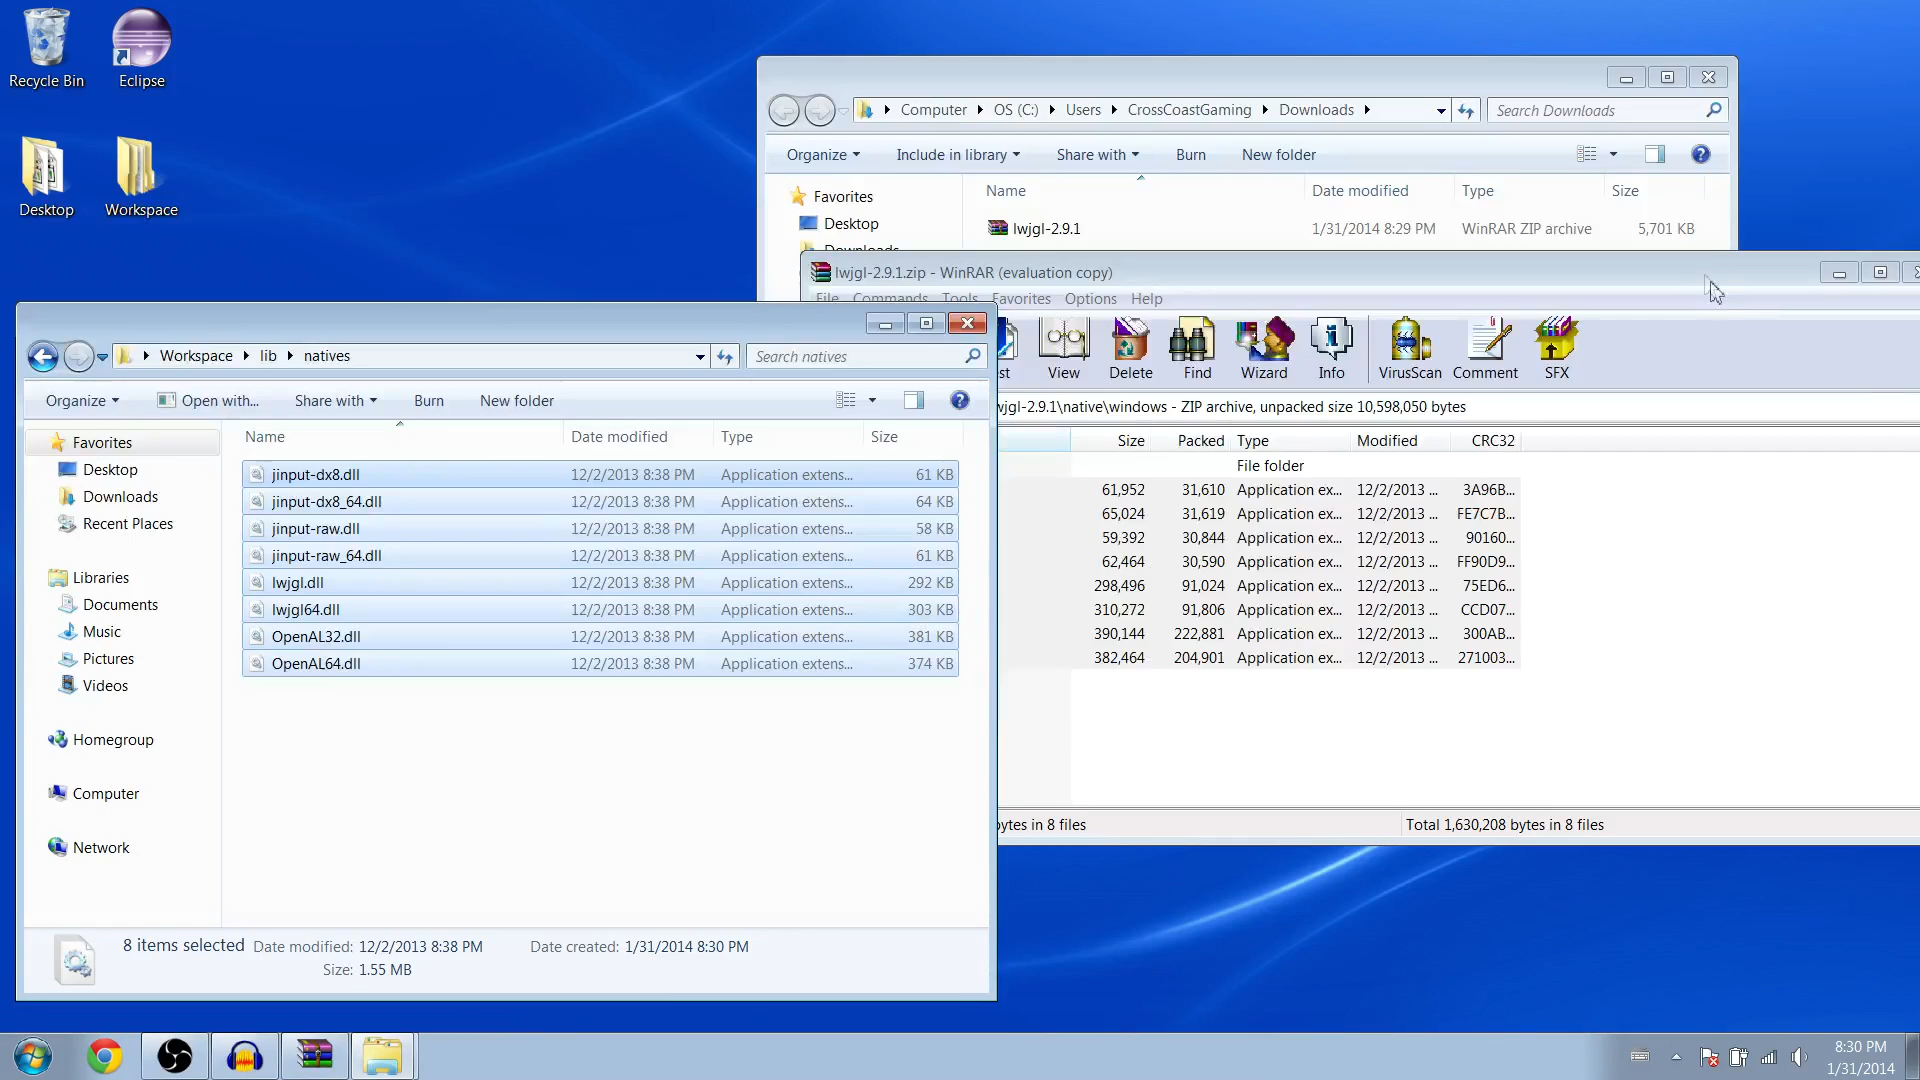 Recycle Bin
Eclipse
Desktop
Workspace
Computer
OS (C:)
Users
CrossCoastGaming
Downloads
Search Downloads
Organize
Include in library
Share with
Burn
New folder
Favorites
Desktop
Downloads
Name
Date modified
Type
Size
lwjgl-2.9.1
1/31/2014 8:29 PM
WinRAR ZIP archive
5,701 KB
lwjgl-2.9.1.zip - WinRAR (evaluation copy)
File Commands Tools Favorites Options Help
View
Delete
Find
Wizard
Info
VirusScan
Comment
SFX
wjgl-2.9.1\native\windows - ZIP archive, unpacked size 10,598,050 bytes
Size Packed Type Modified CRC32
File folder
61,952 31,610 Application ex... 12/2/2013 ... 3A96B...
65,024 31,619 Application ex... 12/2/2013 ... FE7C7B...
59,392 30,844 Application ex... 12/2/2013 ... 90160...
62,464 30,590 Application ex... 12/2/2013 ... FF90D9...
298,496 91,024 Application ex... 12/2/2013 ... 75ED6...
310,272 91,806 Application ex... 12/2/2013 ... CCD07...
390,144 222,881 Application ex... 12/2/2013 ... 300AB...
382,464 204,901 Application ex... 12/2/2013 ... 271003...
bytes in 8 files
Total 1,630,208 bytes in 8 files
Workspace
lib
natives
Search natives
Organize
Open with...
Share with
Burn
New folder
Favorites
Desktop
Downloads
Recent Places
Libraries
Documents
Music
Pictures
Videos
Homegroup
Computer
Network
Name Date modified Type Size
jinput-dx8.dll 12/2/2013 8:38 PM Application extens... 61 KB
jinput-dx8_64.dll 12/2/2013 8:38 PM Application extens... 64 KB
jinput-raw.dll 12/2/2013 8:38 PM Application extens... 58 KB
jinput-raw_64.dll 12/2/2013 8:38 PM Application extens... 61 KB
lwjgl.dll 12/2/2013 8:38 PM Application extens... 292 KB
lwjgl64.dll 12/2/2013 8:38 PM Application extens... 303 KB
OpenAL32.dll 12/2/2013 8:38 PM Application extens... 381 KB
OpenAL64.dll 12/2/2013 8:38 PM Application extens... 374 KB
8 items selected Date modified: 12/2/2013 8:38 PM Date created: 1/31/2014 8:30 PM
Size: 1.55 MB
8:30 PM
1/31/2014